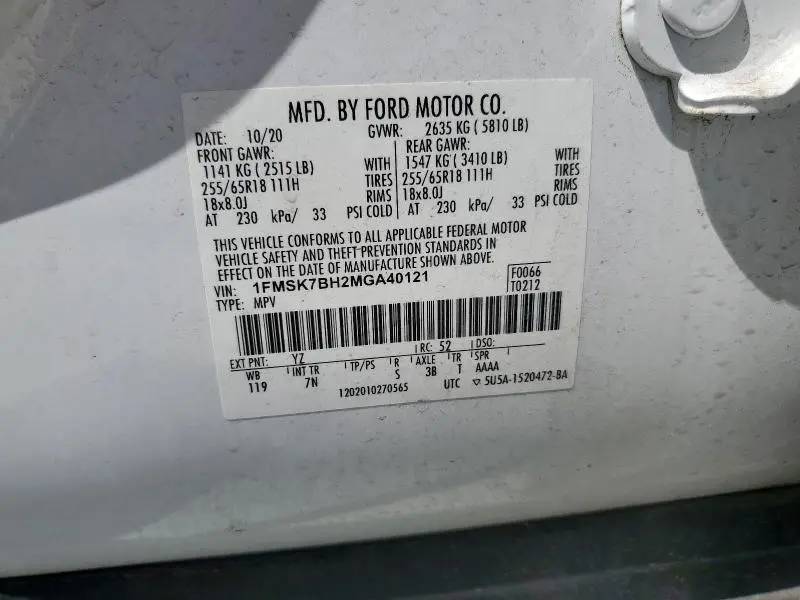 MFD. BY FORD MOTOR CO.
DATE: 10/20 GVWR: 2635 KG ( 5810 LB)
FRONT GAWR: REAR GAWR:
1141 KG ( 2515 LB) WITH 1547 KG ( 3410 LB) WITH
255/65R18 111H TIRES 255/65R18 111H TIRES
18x8.0J RIMS 18x8.0J RIMS
AT 230 kPa/ 33 PSI COLD AT 230 kPa/ 33 PSI COLD
THIS VEHICLE CONFORMS TO ALL APPLICABLE FEDERAL MOTOR
VEHICLE SAFETY AND THEFT PREVENTION STANDARDS IN
EFFECT ON THE DATE OF MANUFACTURE SHOWN ABOVE.
VIN: 1FMSK7BH2MGA40121 F0066
TYPE: MPV T0212
EXT PNT: YZ RC: 52 DSO:
WB INT TR TP/PS R AXLE TR SPR
119 7N S 3B T AAAA
1202010270565 UTC ▽ 5U5A-1520472-BA